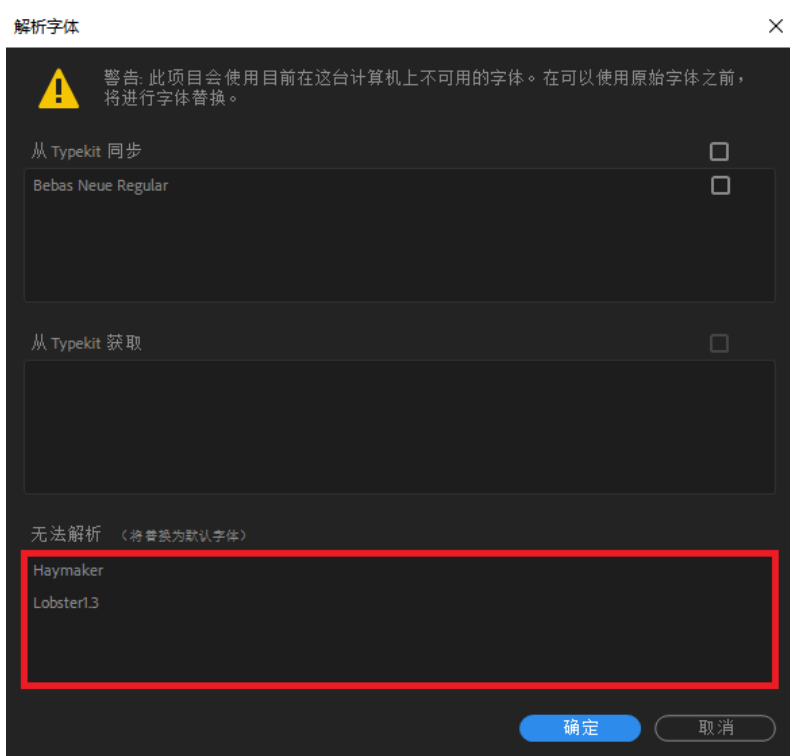 解析字体
警告: 此项目会使用目前在这台计算机上不可用的字体。在可以使用原始字体之前，
将进行字体替换。
从 Typekit 同步
Bebas Neue Regular
从 Typekit 获取
无法解析 （将替换为默认字体）
Haymaker
Lobster1.3
确定 取消